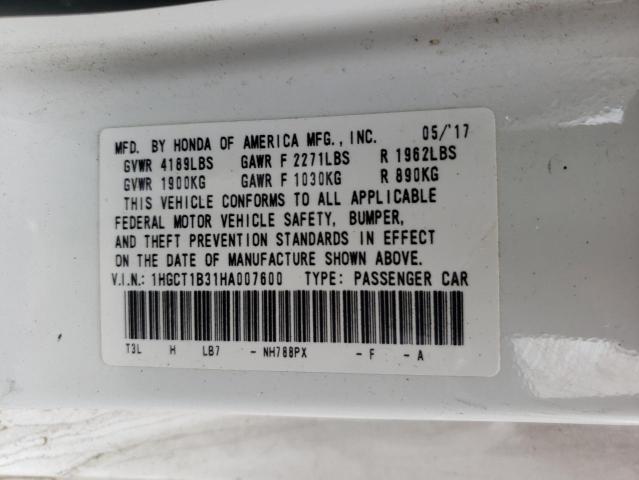 MFD. BY HONDA OF AMERICA MFG., INC. 05/'17
GVWR 4189LBS GAWR F 2271LBS R 1962LBS
GVWR 1900KG GAWR F 1030KG R 890KG
THIS VEHICLE CONFORMS TO ALL APPLICABLE
FEDERAL MOTOR VEHICLE SAFETY, BUMPER,
AND THEFT PREVENTION STANDARDS IN EFFECT
ON THE DATE OF MANUFACTURE SHOWN ABOVE.
V.I.N.: 1HGCT1B31HA007600 TYPE: PASSENGER CAR
T3L H LB7 - NH788PX - F - A